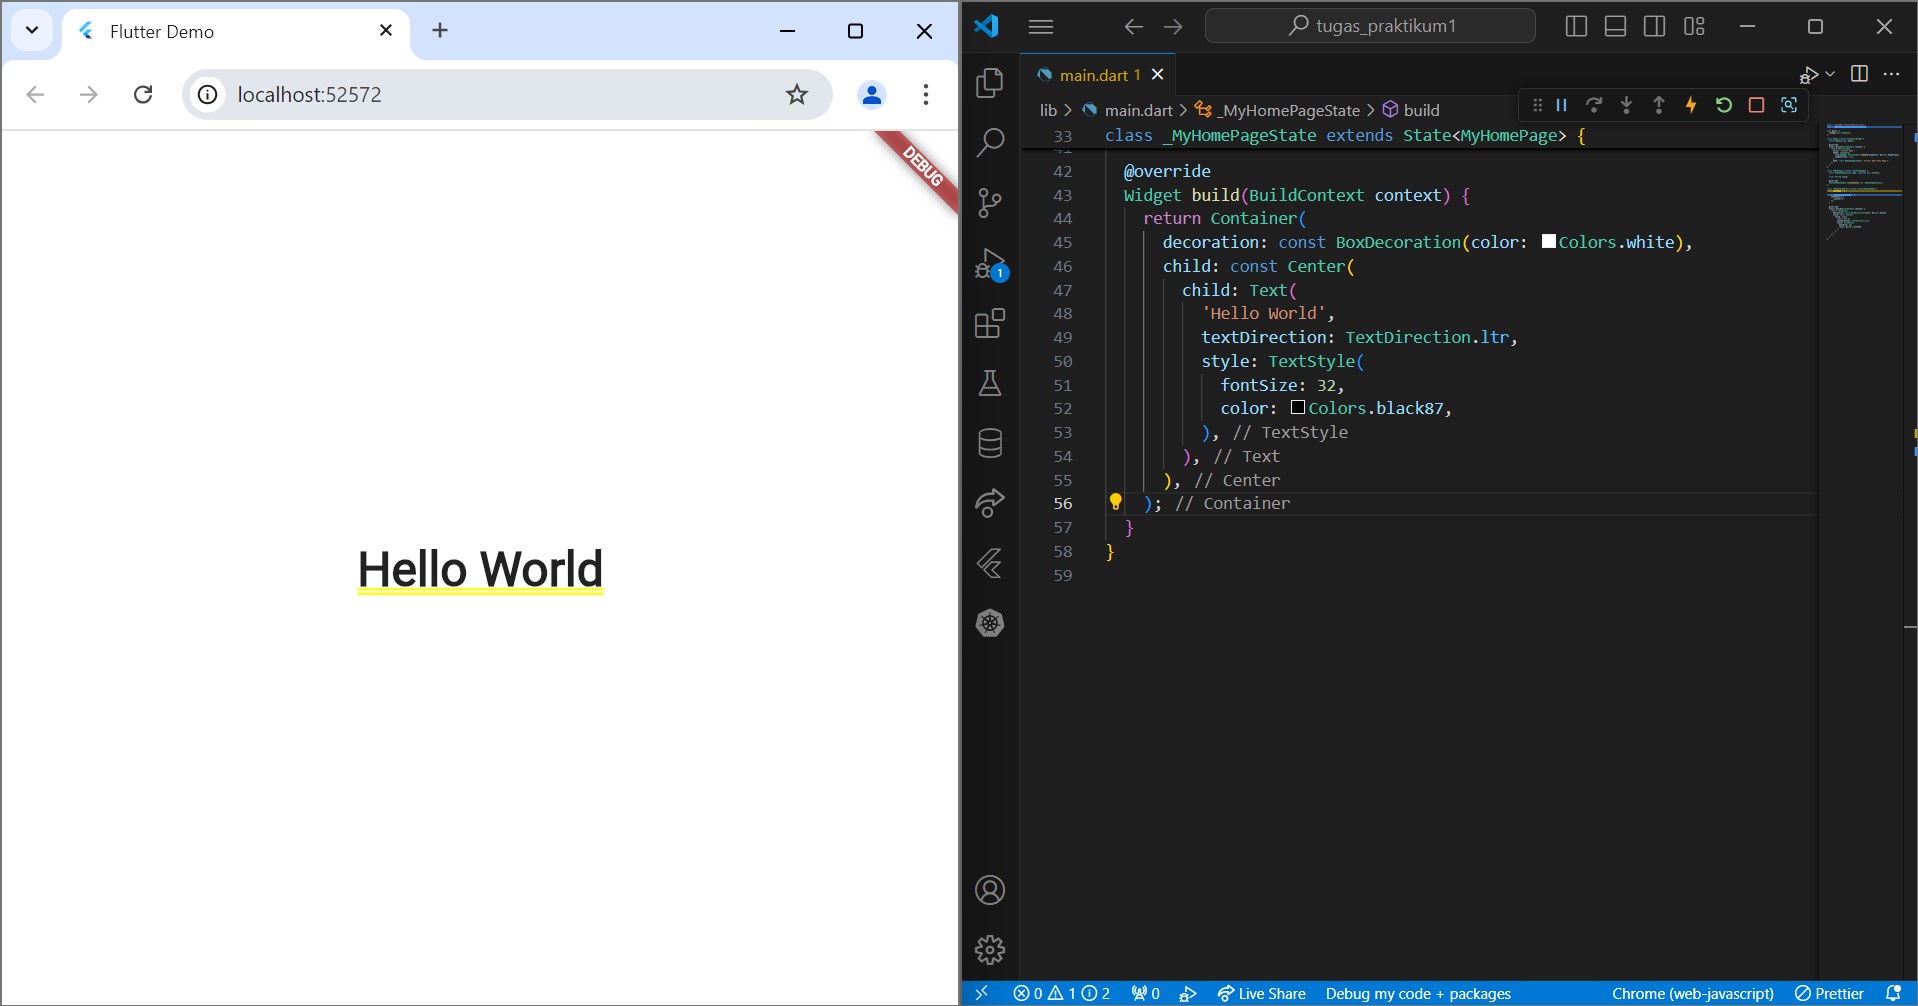 Flutter Demo
localhost:52572
DEBUG
Hello World
tugas_praktikum1
main.dart 1
lib > main.dart > _MyHomePageState > build
33 class _MyHomePageState extends State<MyHomePage> {
41
42 @override
43 Widget build(BuildContext context) {
44 return Container(
45 decoration: const BoxDecoration(color: Colors.white),
46 child: const Center(
47 child: Text(
48 'Hello World',
49 textDirection: TextDirection.ltr,
50 style: TextStyle(
51 fontSize: 32,
52 color: Colors.black87,
53 ), // TextStyle
54 ), // Text
55 ), // Center
56 ); // Container
57 }
58 }
59
1
0 1 2 0 Live Share Debug my code + packages Chrome (web-javascript) Prettier